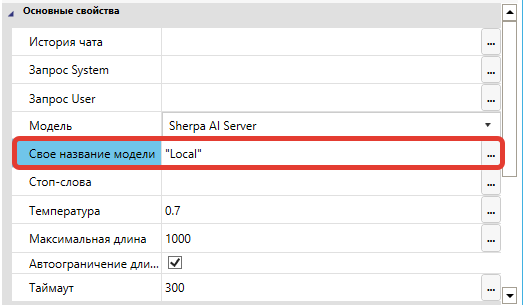 Основные свойства
История чата ...
Запрос System ...
Запрос User ...
Модель Sherpa AI Server
Свое название модели "Local" ...
Стоп-слова ...
Температура 0.7 ...
Максимальная длина 1000 ...
Автоограничение дли...
Таймаут 300 ...